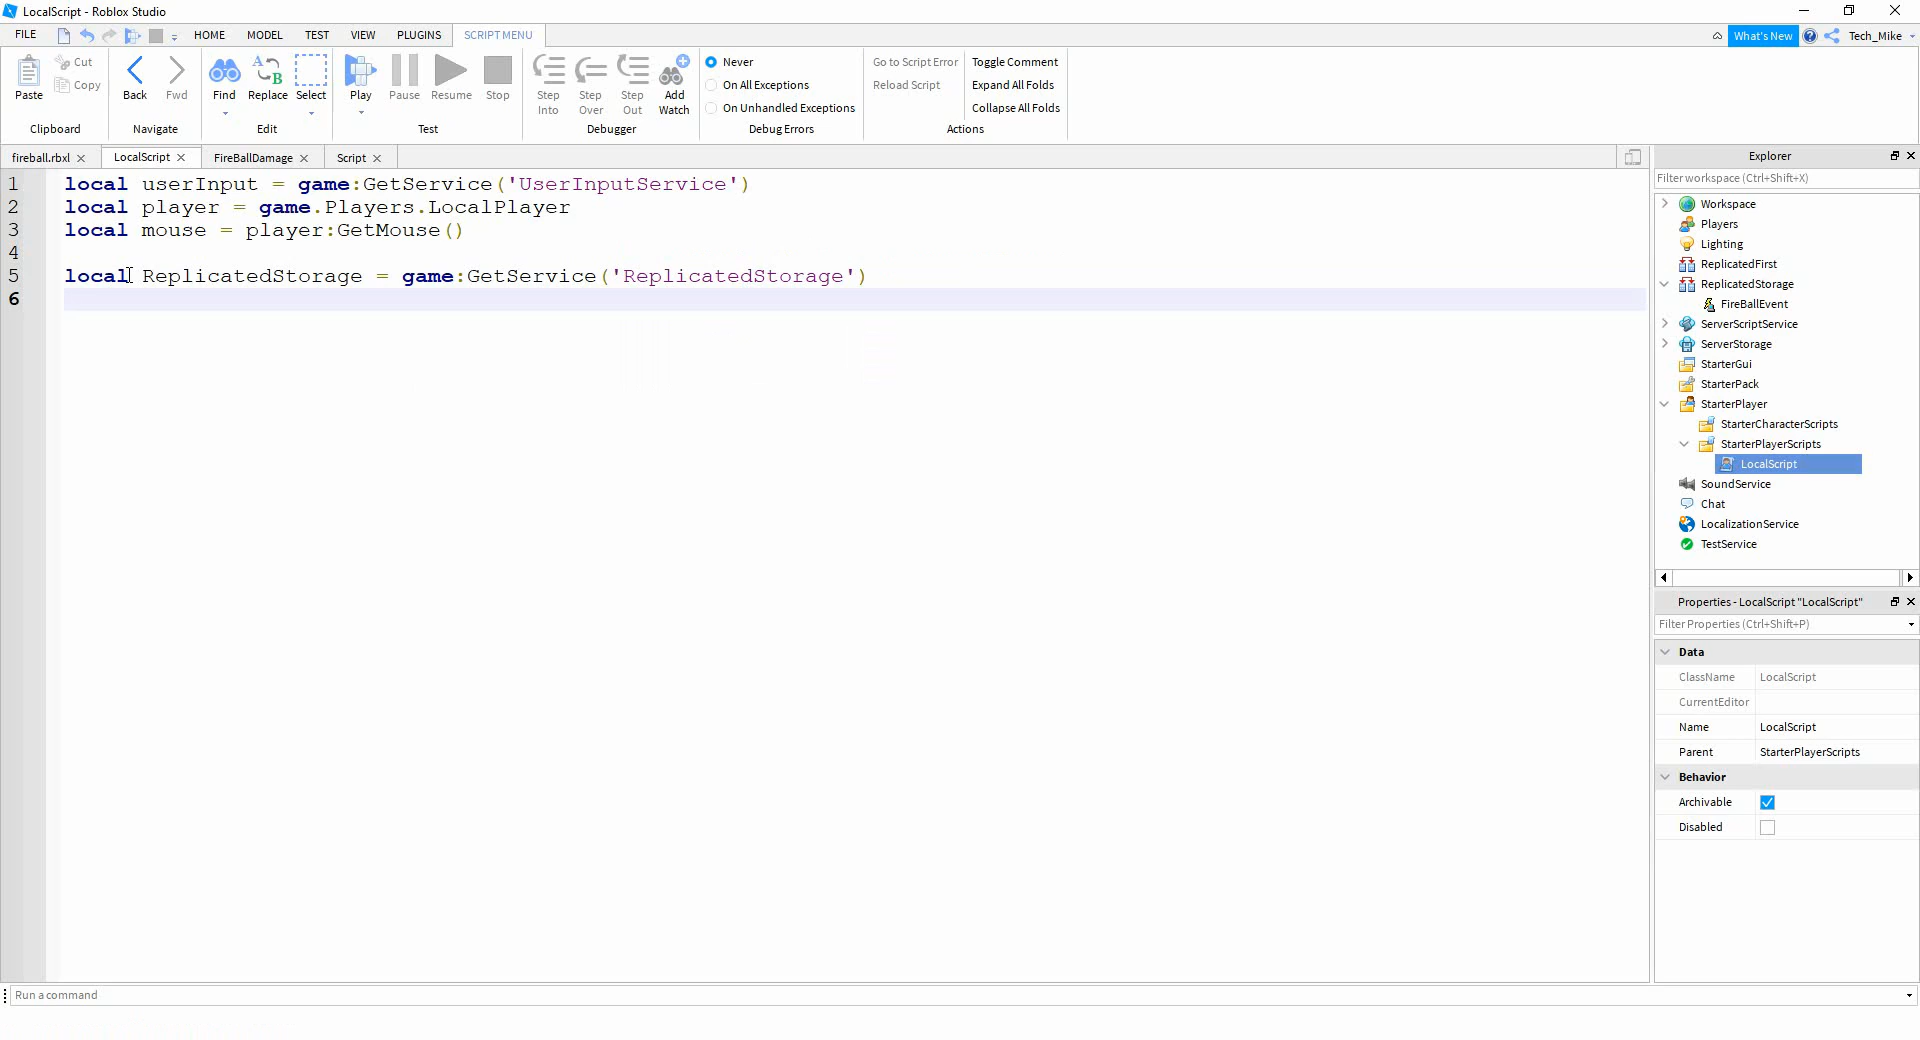 LocalScript - Roblox Studio
FILE HOME MODEL TEST VIEW PLUGINS SCRIPT MENU What's New Tech_Mike
Paste Cut Copy
Clipboard
Back Fwd
Navigate
Find Replace Select
Edit
Play Pause Resume Stop
Test
Step Into Step Over Step Out Add Watch
Debugger
Never
On All Exceptions
On Unhandled Exceptions
Debug Errors
Go to Script Error Toggle Comment
Reload Script Expand All Folds
Collapse All Folds
Actions
fireball.rbxl LocalScript FireBallDamage Script
1 local userInput = game:GetService('UserInputService')
2 local player = game.Players.LocalPlayer
3 local mouse = player:GetMouse()
4
5 local ReplicatedStorage = game:GetService('ReplicatedStorage')
6
Explorer
Filter workspace (Ctrl+Shift+X)
Workspace
Players
Lighting
ReplicatedFirst
ReplicatedStorage
FireBallEvent
ServerScriptService
ServerStorage
StarterGui
StarterPack
StarterPlayer
StarterCharacterScripts
StarterPlayerScripts
LocalScript
SoundService
Chat
LocalizationService
TestService
Properties - LocalScript "LocalScript"
Filter Properties (Ctrl+Shift+P)
Data
ClassName LocalScript
CurrentEditor
Name LocalScript
Parent StarterPlayerScripts
Behavior
Archivable
Disabled
Run a command